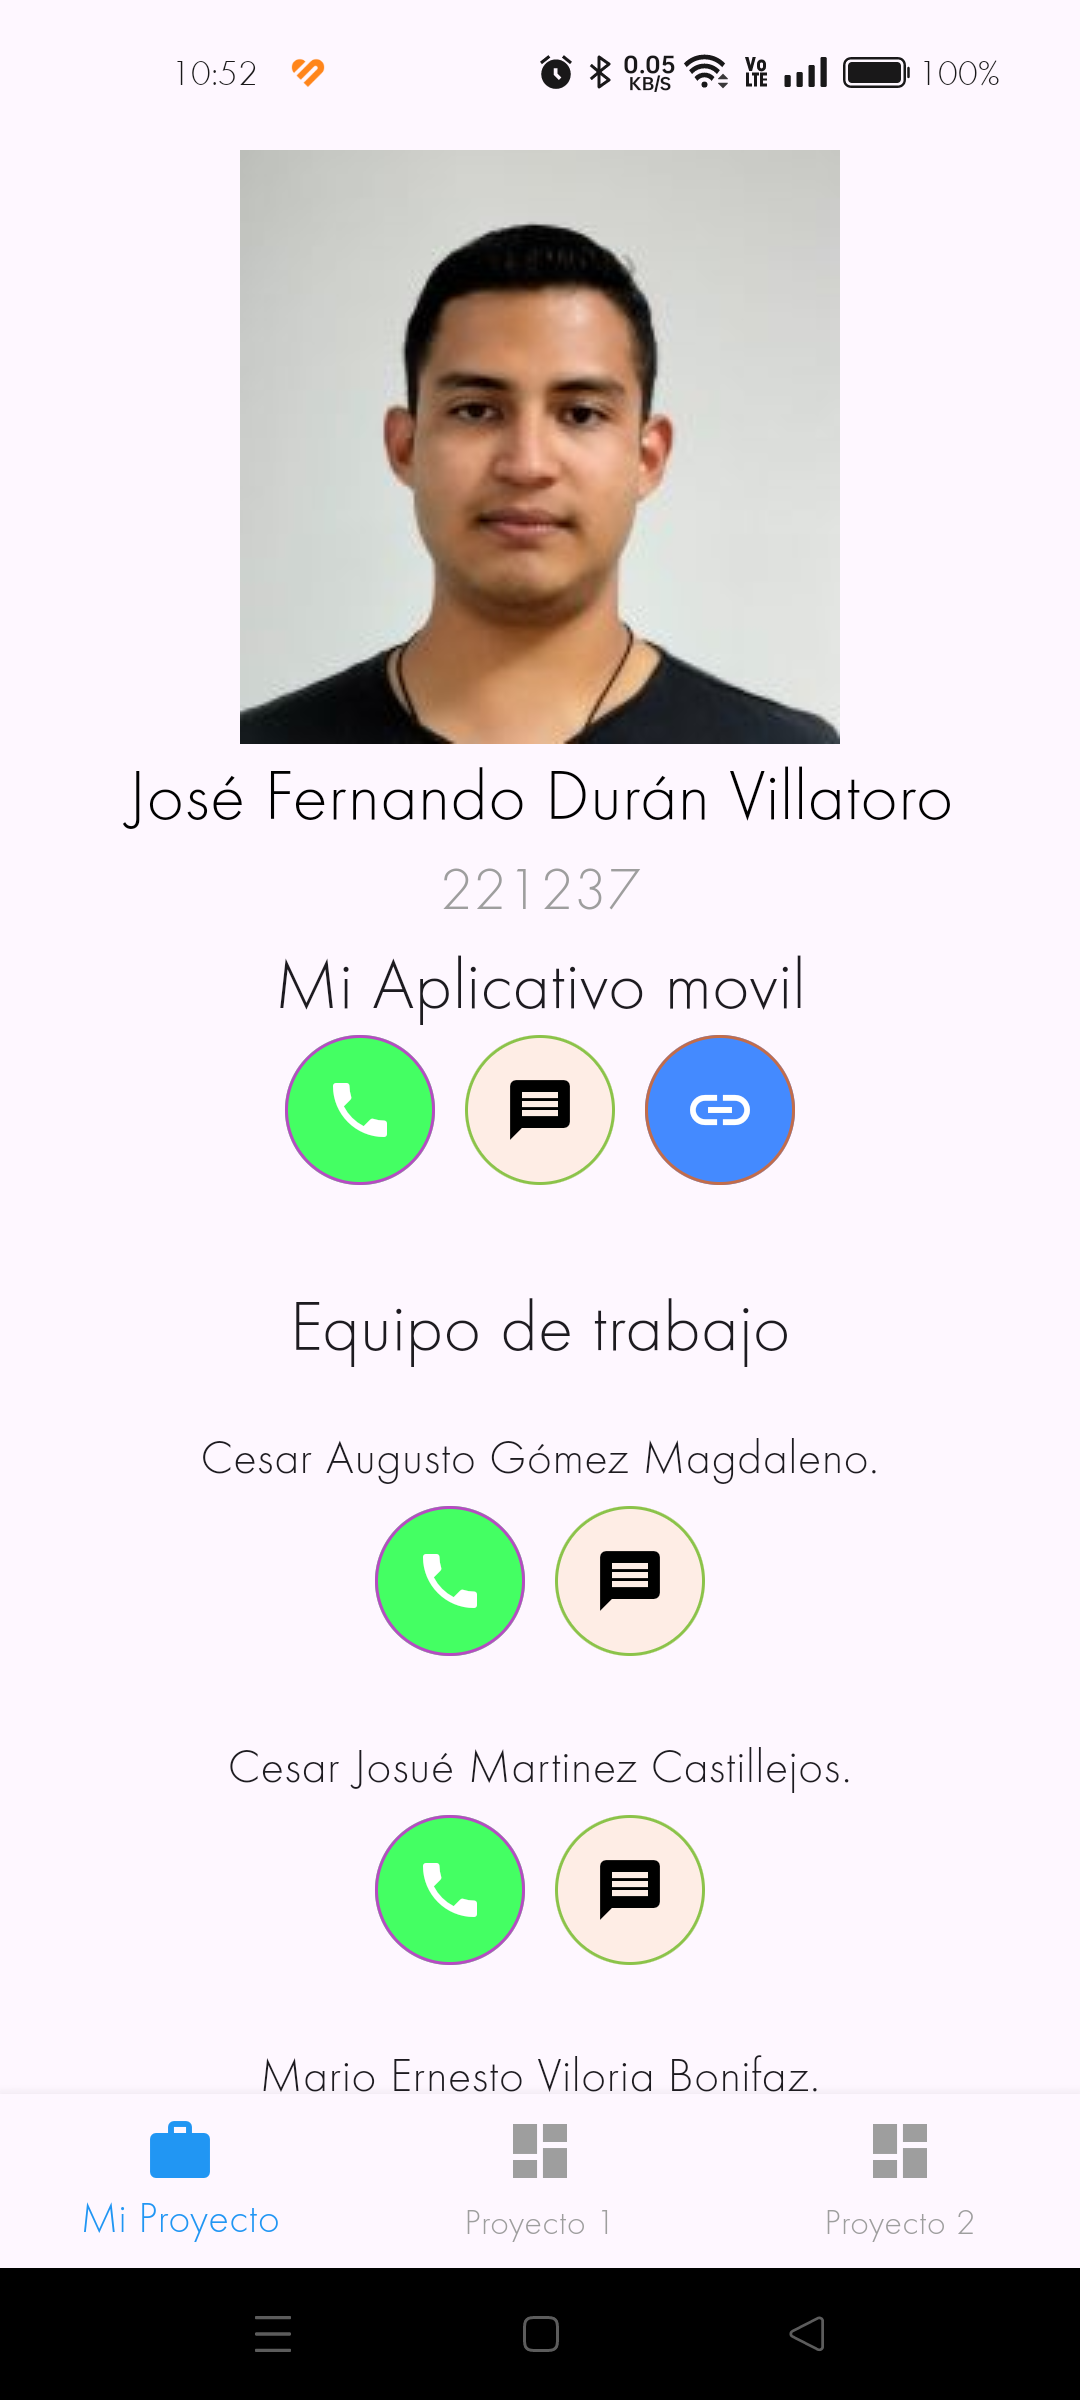 10:52
0.05 KB/S
Vo LTE
100%
José Fernando Durán Villatoro
221237
Mi Aplicativo movil
Equipo de trabajo
Cesar Augusto Gómez Magdaleno.
Cesar Josué Martinez Castillejos.
Mario Ernesto Viloria Bonifaz.
Mi Proyecto
Proyecto 1
Proyecto 2